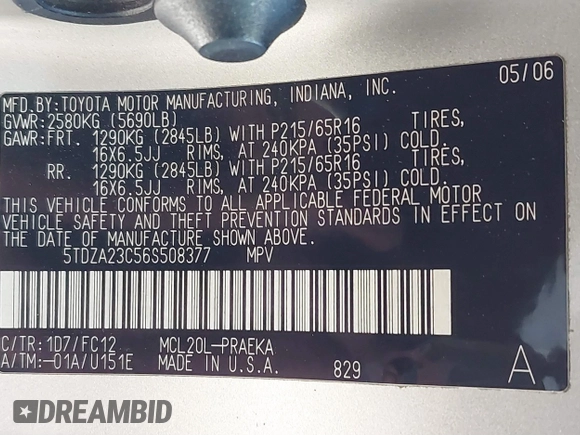 05/06
MFD.BY:TOYOTA MOTOR MANUFACTURING, INDIANA, INC.
GVWR:2580KG (5690LB)
GAWR:FRT. 1290KG (2845LB) WITH P215/65R16 TIRES,
16X6.5JJ RIMS, AT 240KPA (35PSI) COLD.
RR. 1290KG (2845LB) WITH P215/65R16 TIRES,
16X6.5JJ RIMS, AT 240KPA (35PSI) COLD.
THIS VEHICLE CONFORMS TO ALL APPLICABLE FEDERAL MOTOR
VEHICLE SAFETY AND THEFT PREVENTION STANDARDS IN EFFECT ON
THE DATE OF MANUFACTURE SHOWN ABOVE.
5TDZA23C56S508377 MPV
C/TR:1D7/FC12 MCL20L-PRAEKA
A/TM:-01A/U151E MADE IN U.S.A. 829 A
DREAMBID